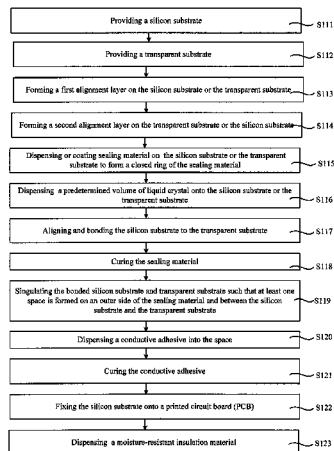 Providing a silicon substrate
S111
Providing a transparent substrate
S112
Forming a first alignment layer on the silicon substrate or the transparent substrate
S113
Forming a second alignment layer on the transparent substrate or the silicon substrate
S114
Dispensing or coating sealing material on the silicon substrate or the transparent
substrate to form a closed ring of the sealing material
S115
Dispensing a predetermined volume of liquid crystal onto the silicon substrate or the
transparent substrate
S116
Aligning and bonding the silicon substrate to the transparent substrate
S117
Curing the sealing material
S118
Singulating the bonded silicon substrate and transparent substrate such that at least one
space is formed on an outer side of the sealing material and between the silicon
substrate and the transparent substrate
S119
Dispensing a conductive adhesive into the space
S120
Curing the conductive adhesive
S121
Fixing the silicon substrate onto a printed circuit board (PCB)
S122
Dispensing a moisture-resistant insulation material
S123